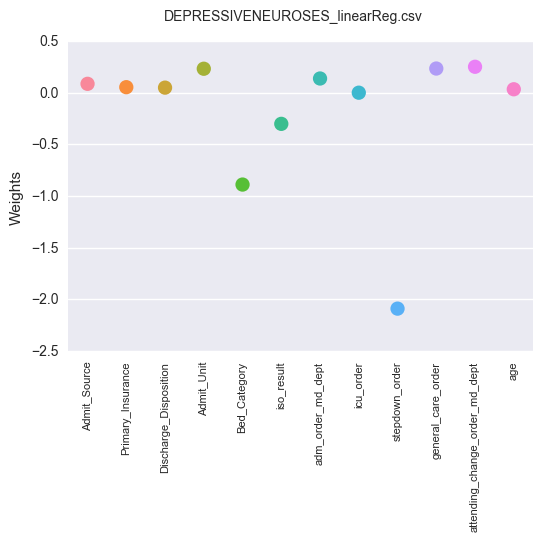 DEPRESSIVENEUROSES_linearReg.csv
Weights
0.5
0.0
−0.5
−1.0
−1.5
−2.0
−2.5
Admit_Source
Primary_Insurance
Discharge_Disposition
Admit_Unit
Bed_Category
iso_result
adm_order_md_dept
icu_order
stepdown_order
general_care_order
attending_change_order_md_dept
age